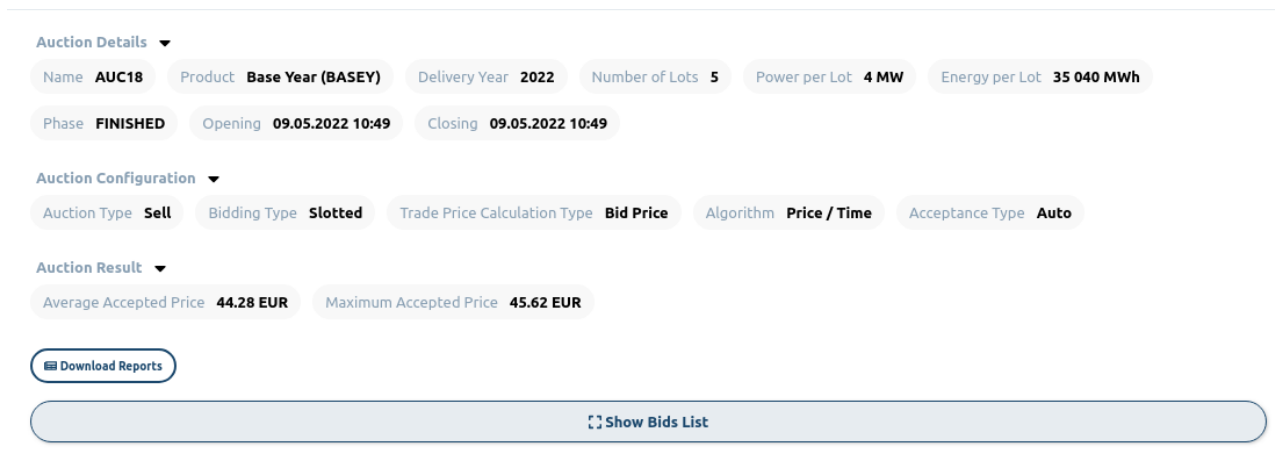 Auction Details
Name AUC18 Product Base Year (BASEY) Delivery Year 2022 Number of Lots 5 Power per Lot 4 MW Energy per Lot 35 040 MWh
Phase FINISHED Opening 09.05.2022 10:49 Closing 09.05.2022 10:49
Auction Configuration
Auction Type Sell Bidding Type Slotted Trade Price Calculation Type Bid Price Algorithm Price / Time Acceptance Type Auto
Auction Result
Average Accepted Price 44.28 EUR Maximum Accepted Price 45.62 EUR
Download Reports
Show Bids List